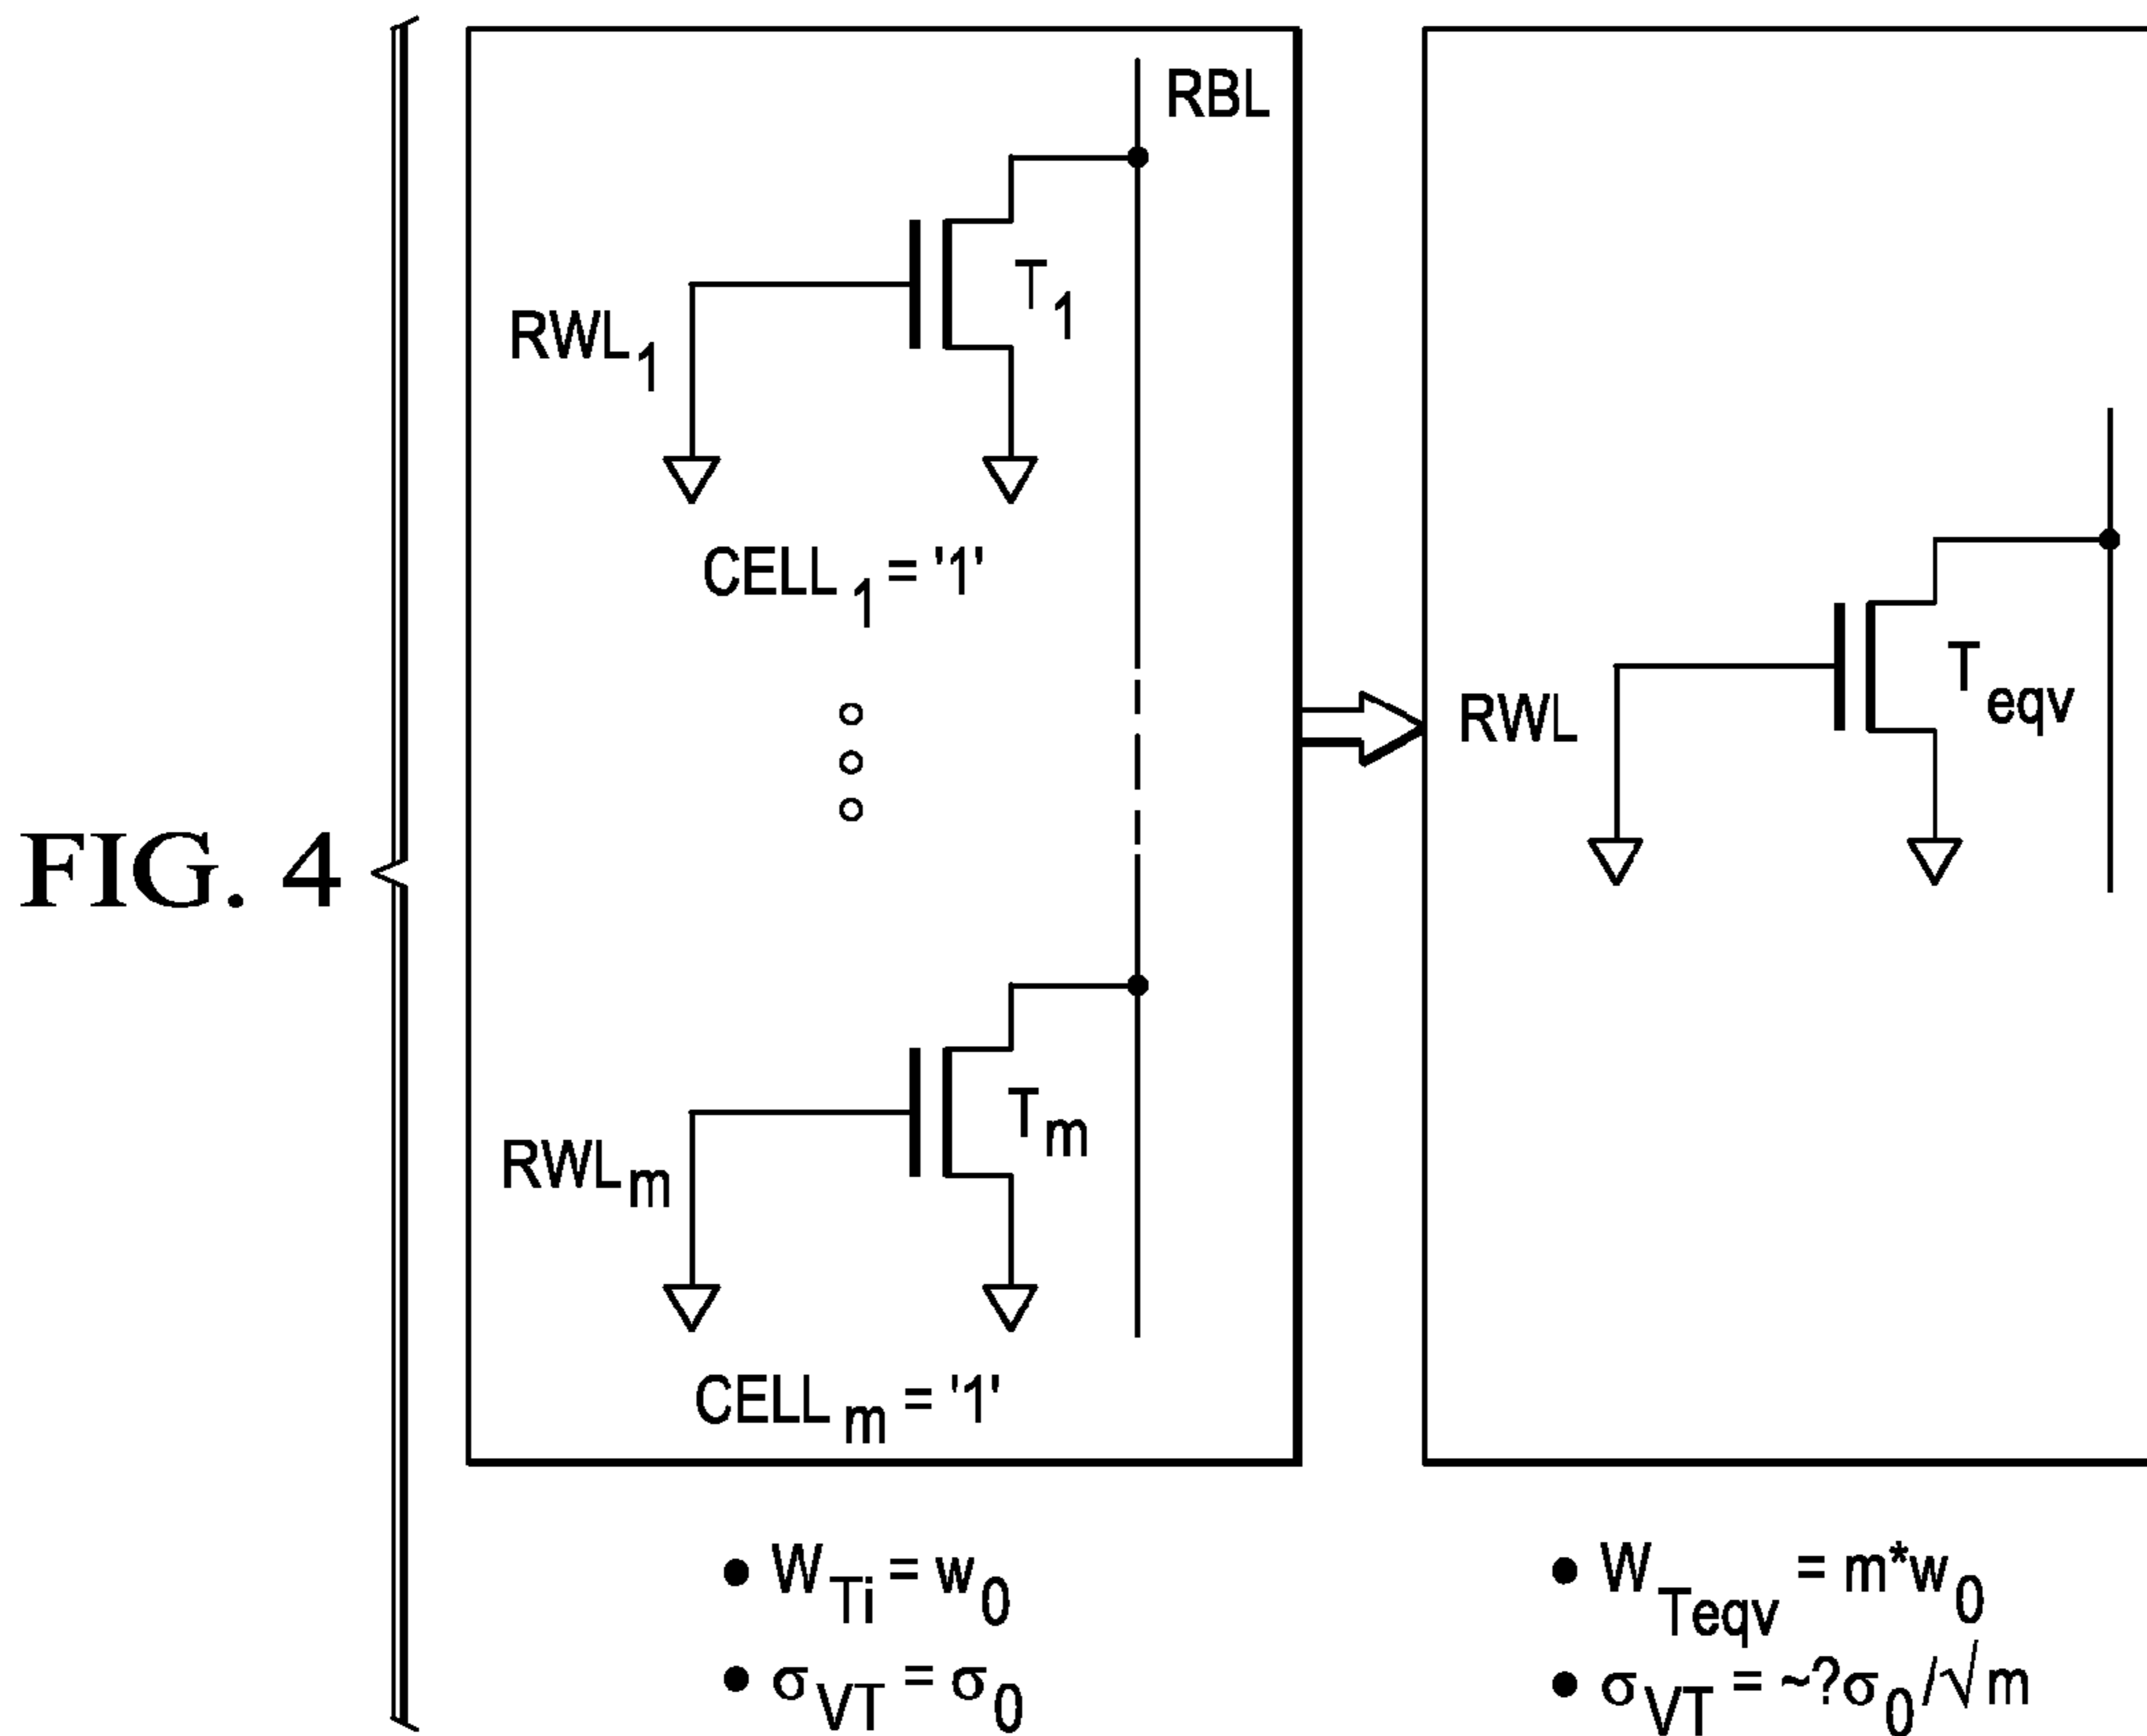 RBL
T1
RWL1
CELL1 = '1'
RWL
Teqv
FIG. 4
Tm
RWLm
CELLm = '1'
• WTi = w0
• σVT = σ0
• WTeqv = m*w0
• σVT = ~?σ0/√m